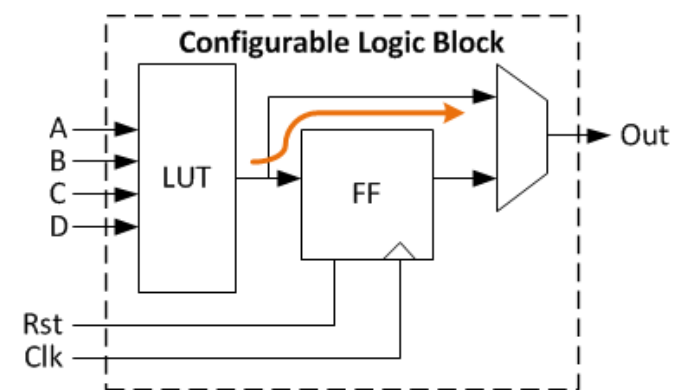 Configurable Logic Block
A
B
C
D
LUT
FF
Out
Rst
Clk